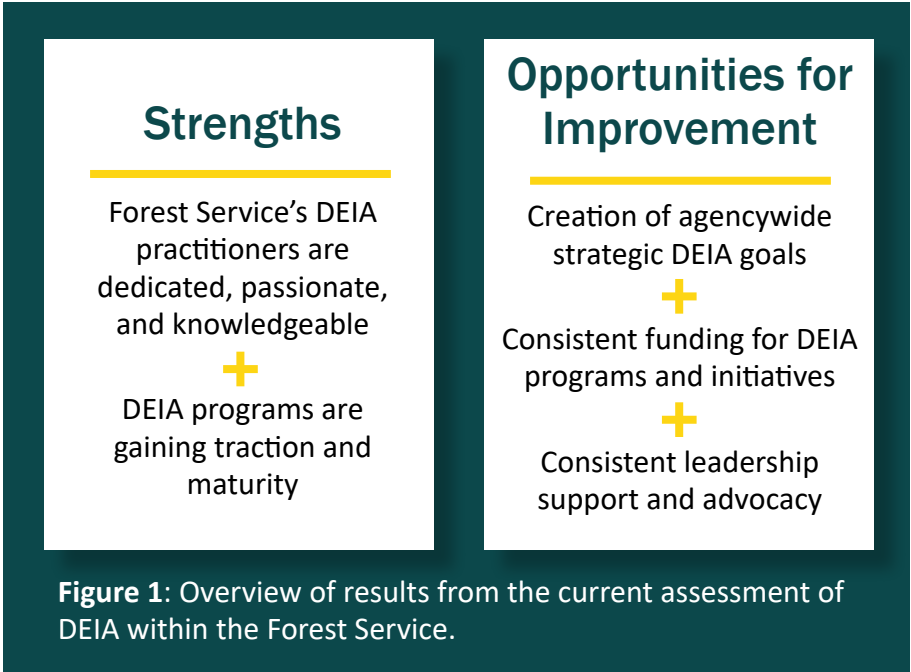 Strengths
Forest Service’s DEIA
practitioners are
dedicated, passionate,
and knowledgeable
+
DEIA programs are
gaining traction and
maturity
Opportunities for
Improvement
Creation of agencywide
strategic DEIA goals
+
Consistent funding for DEIA
programs and initiatives
+
Consistent leadership
support and advocacy
Figure 1: Overview of results from the current assessment of
DEIA within the Forest Service.